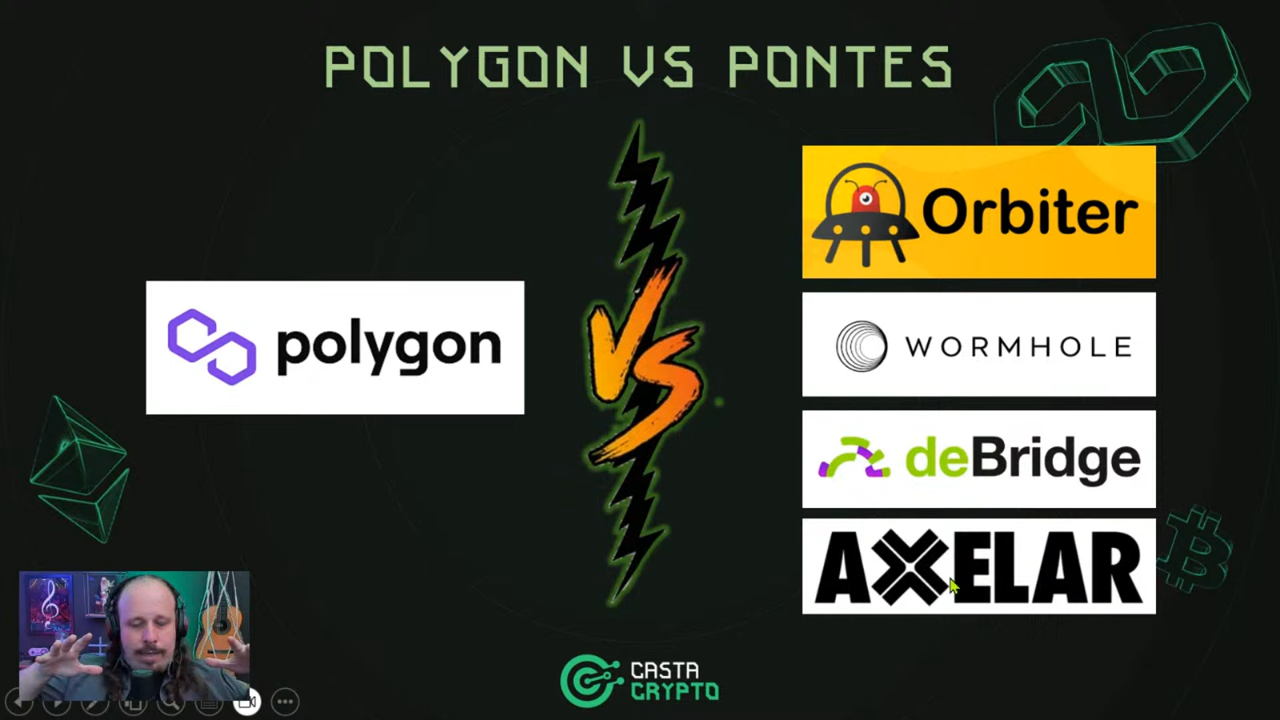 POLYGON VS PONTES
polygon
VS
Orbiter
WORMHOLE
deBridge
AXELAR
CASTA
CRYPTO